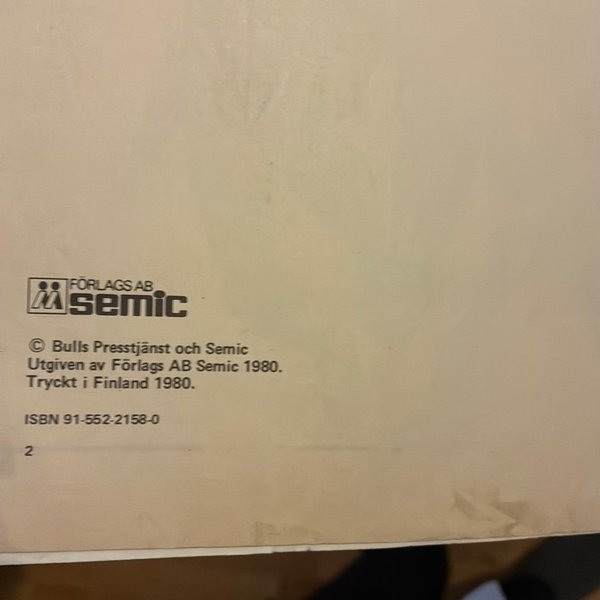 FÖRLAGS AB
semic
© Bulls Presstjänst och Semic
Utgiven av Förlags AB Semic 1980.
Tryckt i Finland 1980.
ISBN 91-552-2158-0
2